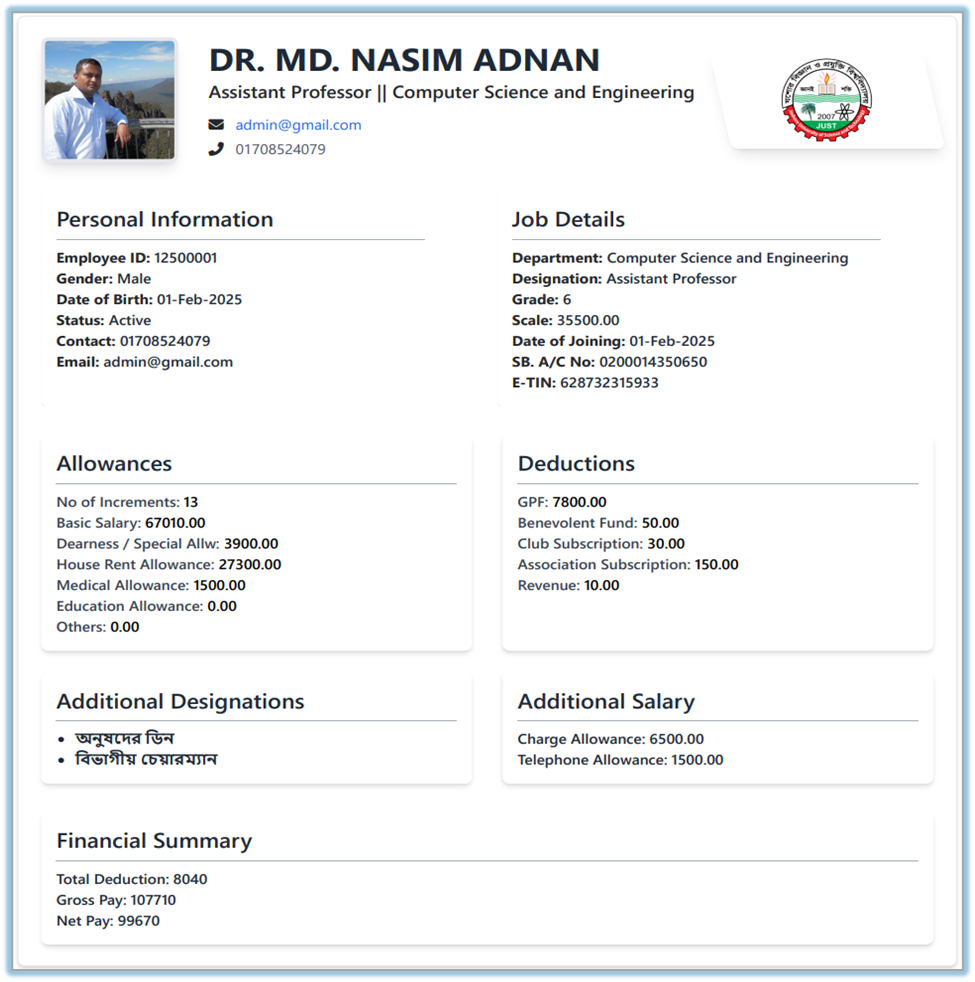 DR. MD. NASIM ADNAN
Assistant Professor || Computer Science and Engineering
admin@gmail.com
01708524079
যশোর বিজ্ঞান ও প্রযুক্তি বিশ্ববিদ্যালয়
2007
JUST
Personal Information
Employee ID: 12500001
Gender: Male
Date of Birth: 01-Feb-2025
Status: Active
Contact: 01708524079
Email: admin@gmail.com
Job Details
Department: Computer Science and Engineering
Designation: Assistant Professor
Grade: 6
Scale: 35500.00
Date of Joining: 01-Feb-2025
SB. A/C No: 0200014350650
E-TIN: 628732315933
Allowances
No of Increments: 13
Basic Salary: 67010.00
Dearness / Special Allw: 3900.00
House Rent Allowance: 27300.00
Medical Allowance: 1500.00
Education Allowance: 0.00
Others: 0.00
Deductions
GPF: 7800.00
Benevolent Fund: 50.00
Club Subscription: 30.00
Association Subscription: 150.00
Revenue: 10.00
Additional Designations
• অনুষদের ডিন
• বিভাগীয় চেয়ারম্যান
Additional Salary
Charge Allowance: 6500.00
Telephone Allowance: 1500.00
Financial Summary
Total Deduction: 8040
Gross Pay: 107710
Net Pay: 99670